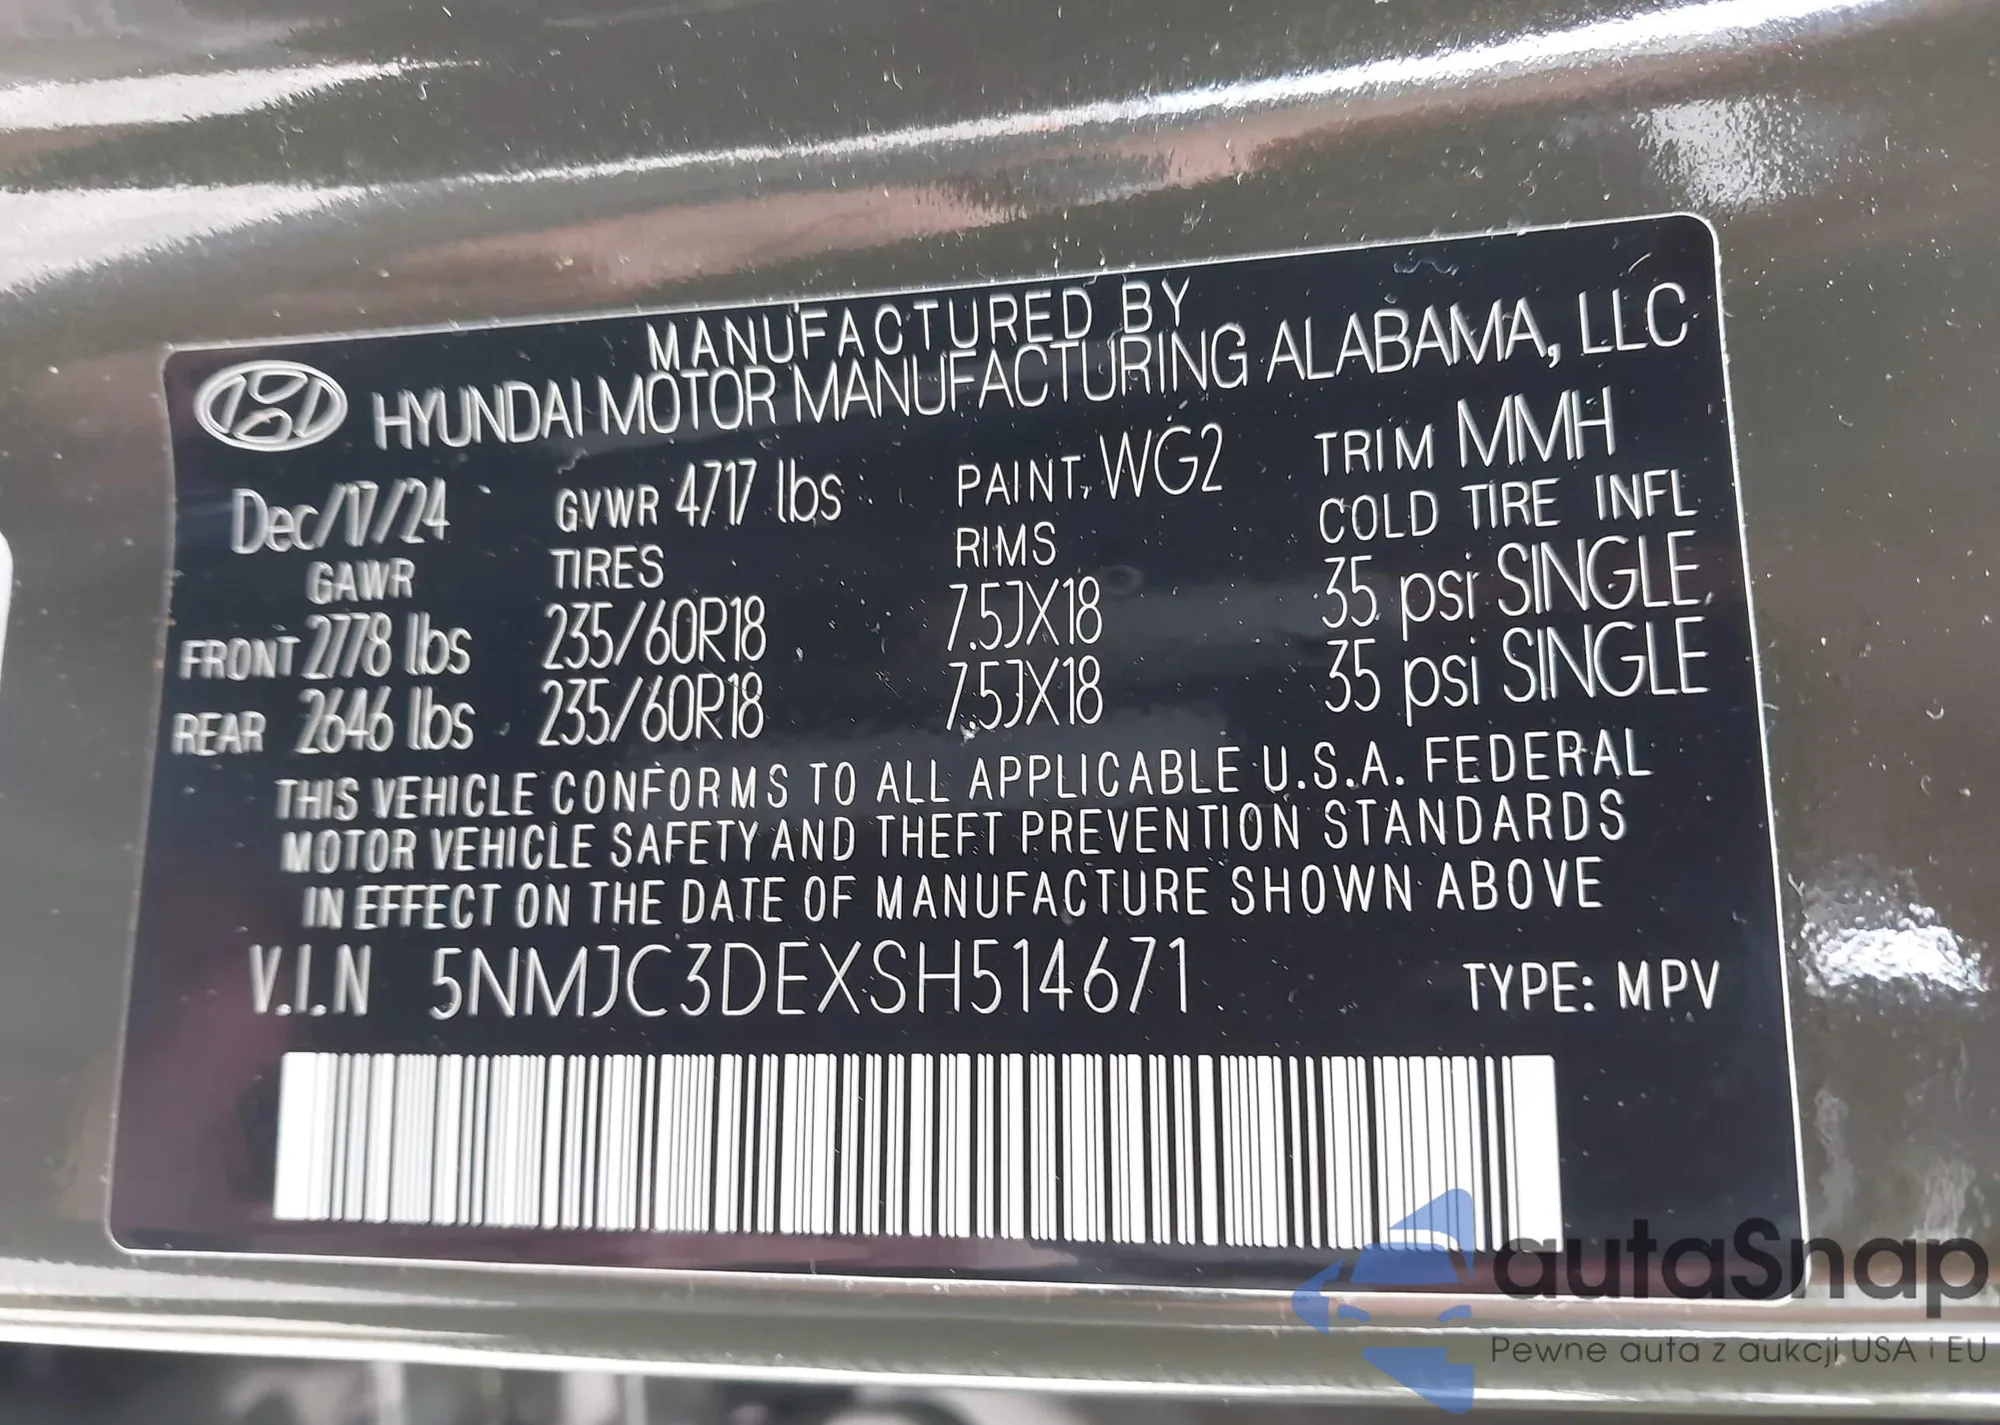 MANUFACTURED BY
HYUNDAI MOTOR MANUFACTURING ALABAMA, LLC
Dec/17/24 GVWR 4717 lbs PAINT, WG2 TRIM MMH
GAWR TIRES RIMS COLD TIRE INFL
FRONT 2778 lbs 235/60R18 7.5JX18 35 psi SINGLE,
REAR 2646 lbs 235/60R18 7.5JX18 35 psi SINGLE
THIS VEHICLE CONFORMS TO ALL APPLICABLE U.S.A. FEDERAL
MOTOR VEHICLE SAFETY AND THEFT PREVENTION STANDARDS
IN EFFECT ON THE DATE OF MANUFACTURE SHOWN ABOVE
V.I.N 5NMJC3DEXSH514671 TYPE: MPV
autaSnap
Pewne auta z aukcji USA i EU